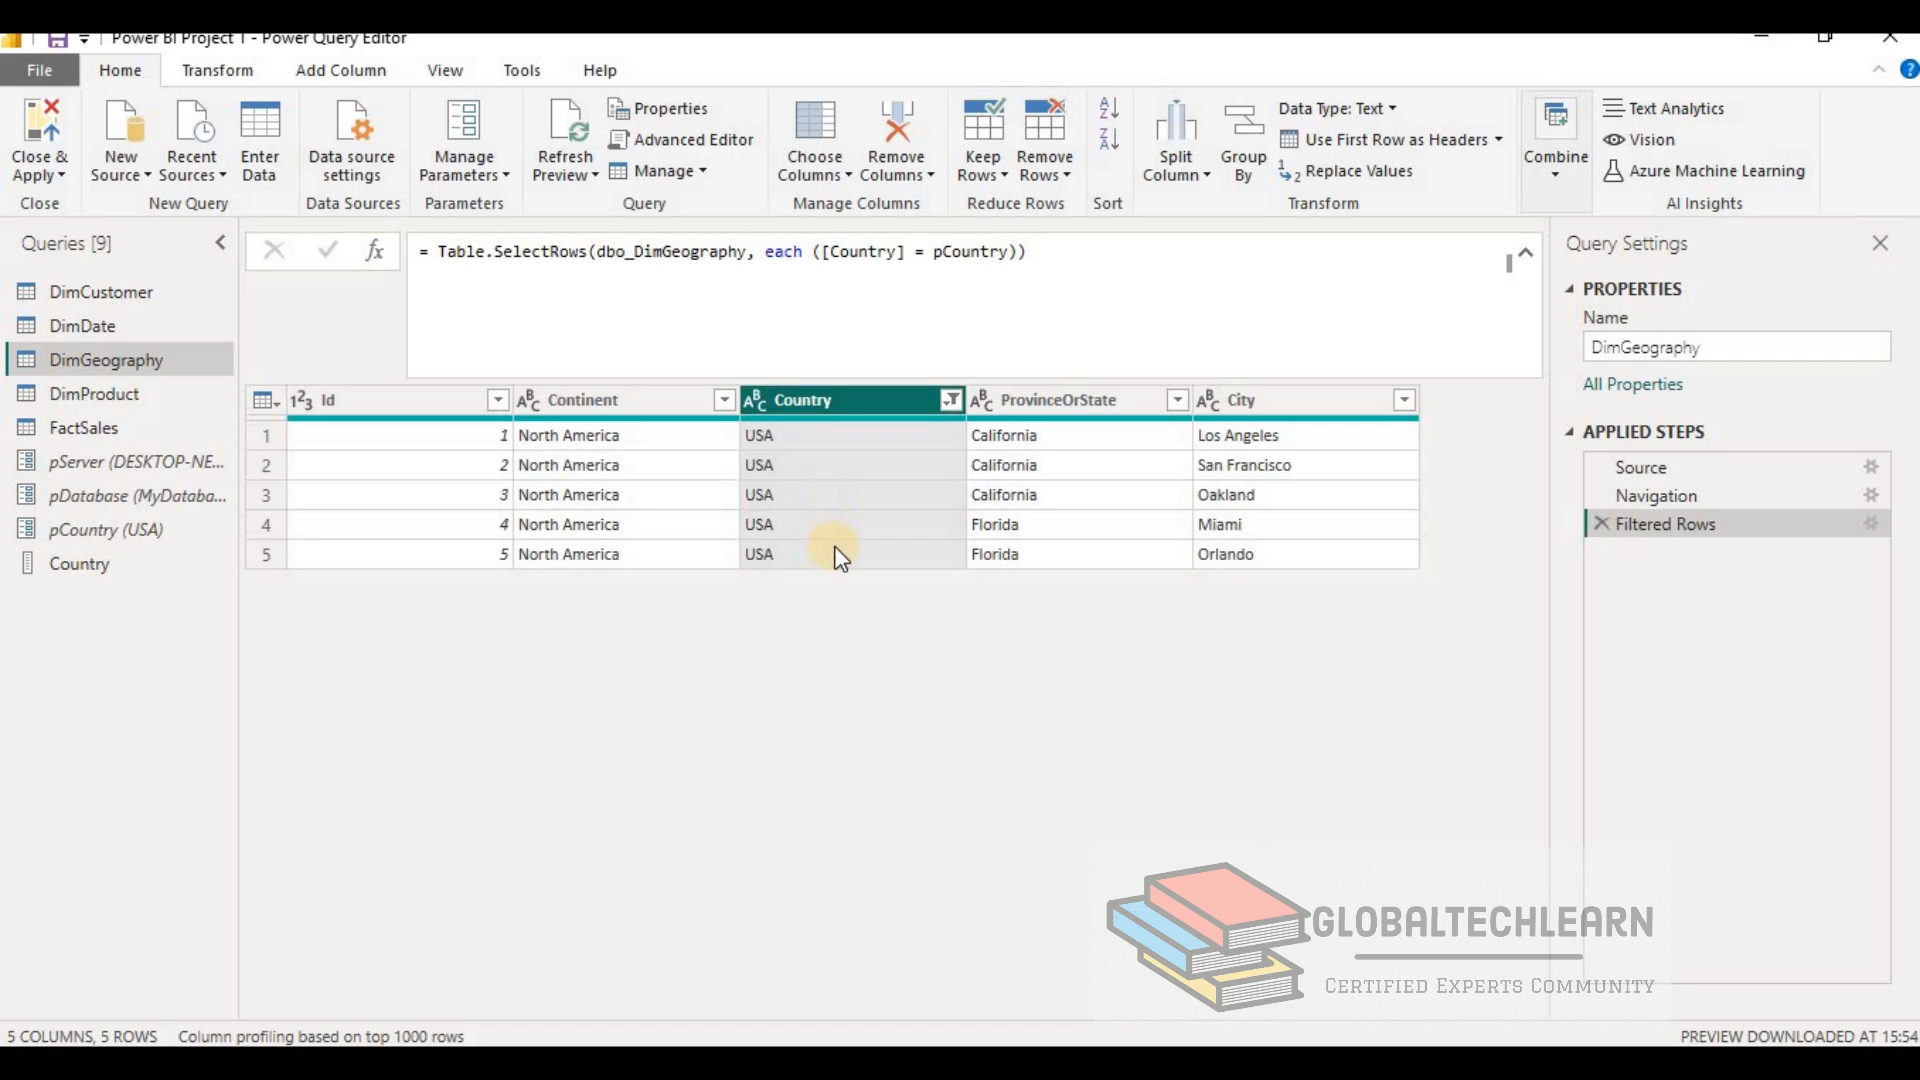 Power BI Project 1 - Power Query Editor
File Home Transform Add Column View Tools Help
Close & Apply
New Source
Recent Sources
Enter Data
Data source settings
Manage Parameters
Refresh Preview
Properties
Advanced Editor
Manage
Choose Columns
Remove Columns
Keep Rows
Remove Rows
Split Column
Group By
Data Type: Text
Use First Row as Headers
Replace Values
Combine
Text Analytics
Vision
Azure Machine Learning
Close New Query Data Sources Parameters Query Manage Columns Reduce Rows Sort Transform AI Insights
Queries [9]
DimCustomer
DimDate
DimGeography
DimProduct
FactSales
pServer (DESKTOP-NE...
pDatabase (MyDataba...
pCountry (USA)
Country
fx
= Table.SelectRows(dbo_DimGeography, each ([Country] = pCountry))
Id Continent Country ProvinceOrState City
1 1 North America USA California Los Angeles
2 2 North America USA California San Francisco
3 3 North America USA California Oakland
4 4 North America USA Florida Miami
5 5 North America USA Florida Orlando
Query Settings
PROPERTIES
Name
DimGeography
All Properties
APPLIED STEPS
Source
Navigation
Filtered Rows
GLOBALTECHLEARN
CERTIFIED EXPERTS COMMUNITY
5 COLUMNS, 5 ROWS Column profiling based on top 1000 rows
PREVIEW DOWNLOADED AT 15:54